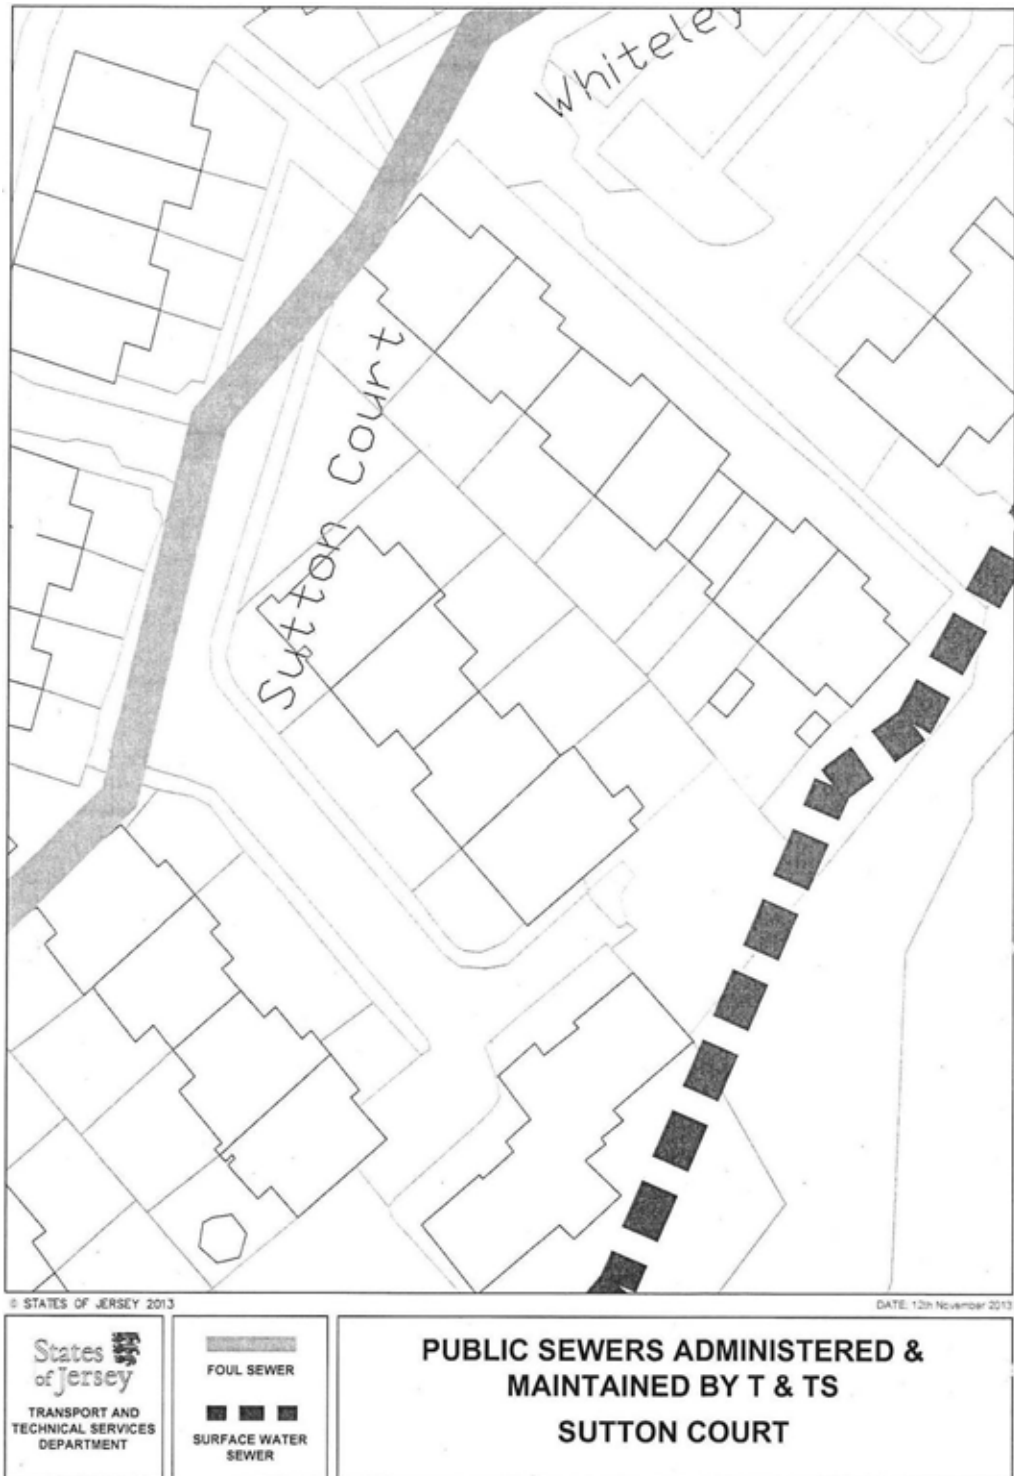 Whiteley
Sutton Court
© STATES OF JERSEY 2013
DATE: 12th November 2013
States
of Jersey
TRANSPORT AND
TECHNICAL SERVICES
DEPARTMENT
FOUL SEWER
SURFACE WATER
SEWER
PUBLIC SEWERS ADMINISTERED &
MAINTAINED BY T & TS
SUTTON COURT